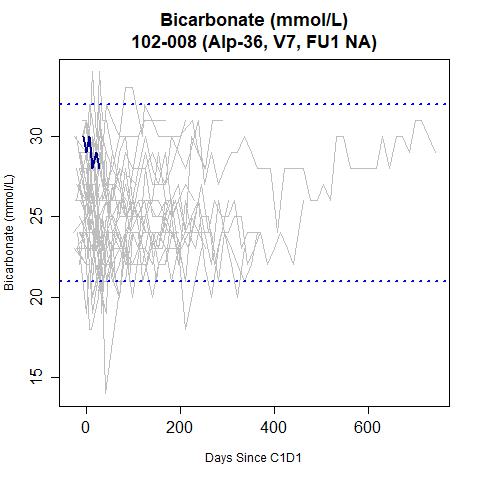 Bicarbonate (mmol/L)
102-008 (Alp-36, V7, FU1 NA)
Bicarbonate (mmol/L)
30
25
20
15
0
200
400
600
Days Since C1D1